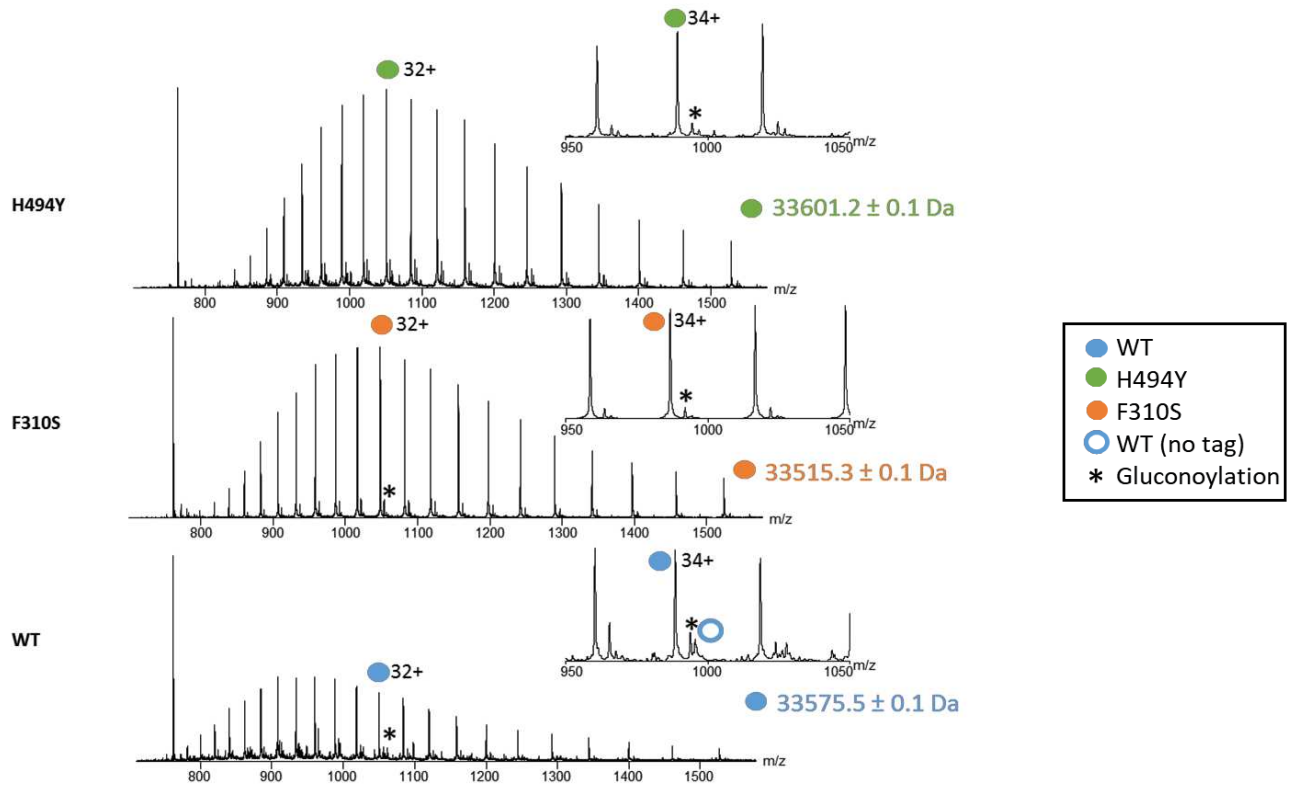 34+
32+
*
950 1000 1050 m/z
H494Y
33601.2 ± 0.1 Da
m/z
800 900 1000 1100 1200 1300 1400 1500
32+
34+
*
950 1000 1050 m/z
F310S
33515.3 ± 0.1 Da
*
m/z
800 900 1000 1100 1200 1300 1400 1500
34+
*
WT
950 1000 1050 m/z
32+
33575.5 ± 0.1 Da
*
m/z
800 900 1000 1100 1200 1300 1400 1500
WT
H494Y
F310S
WT (no tag)
* Gluconoylation